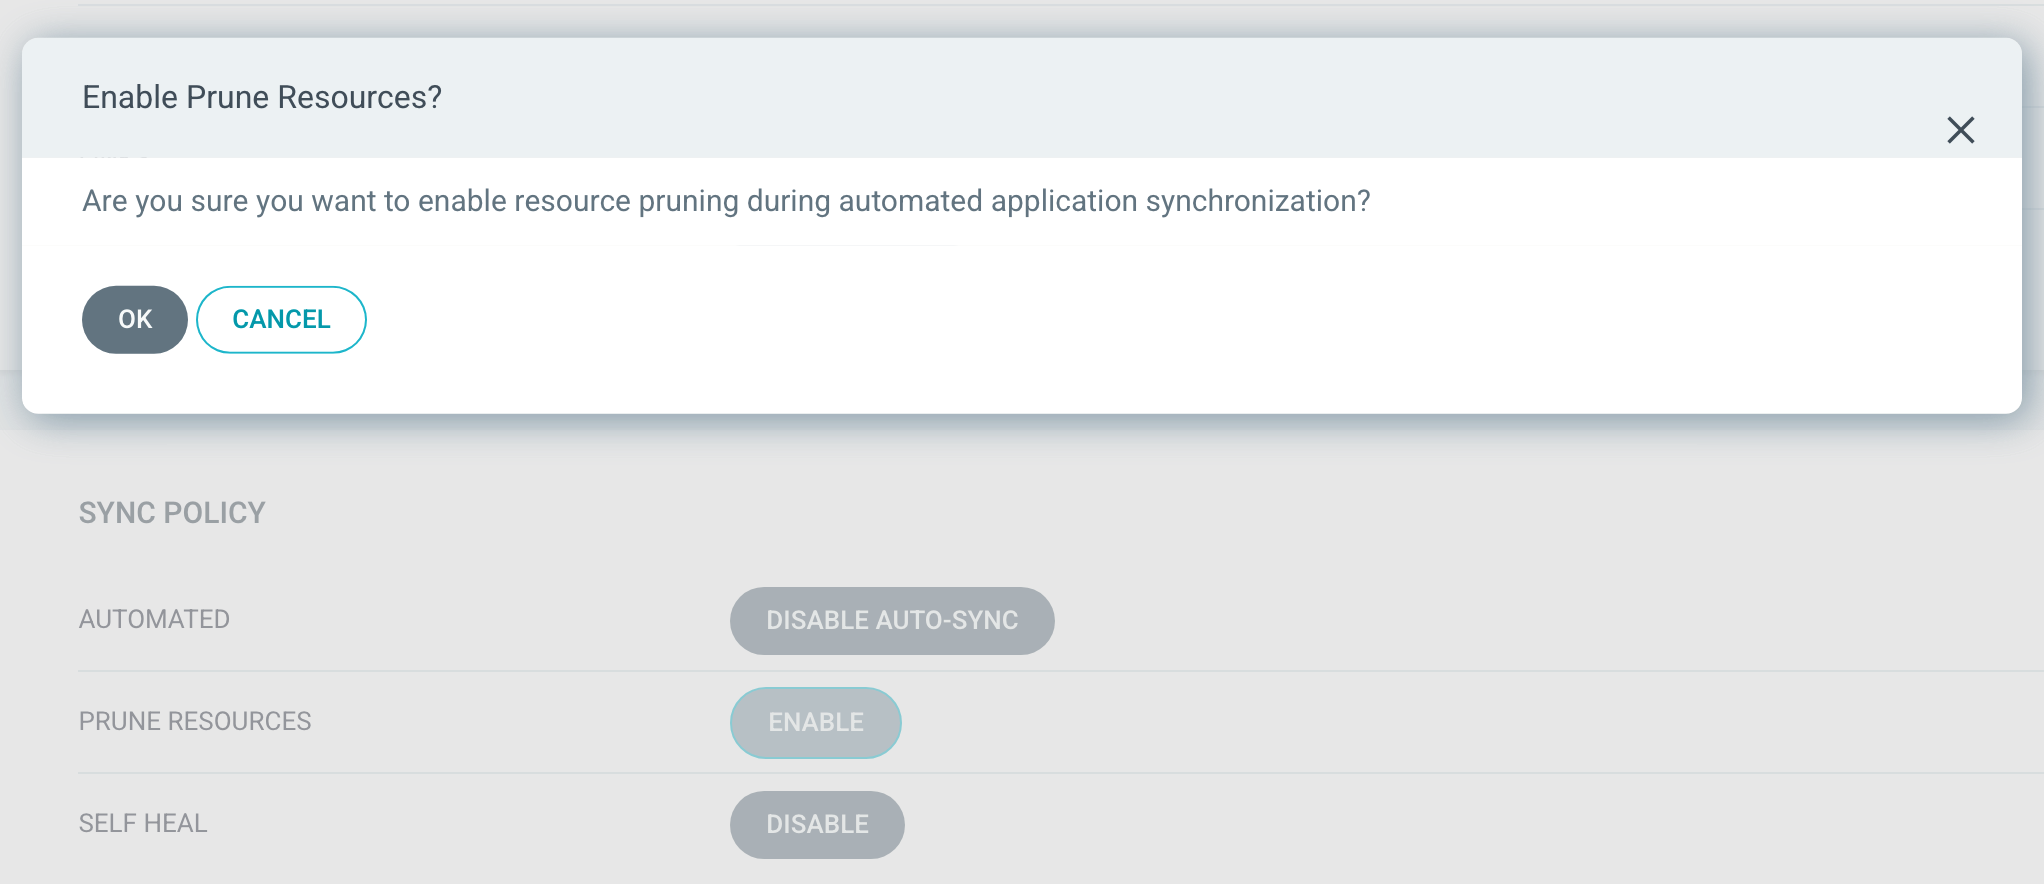 Enable Prune Resources?
Are you sure you want to enable resource pruning during automated application synchronization?
OK CANCEL
SYNC POLICY
AUTOMATED DISABLE AUTO-SYNC
PRUNE RESOURCES ENABLE
SELF HEAL DISABLE